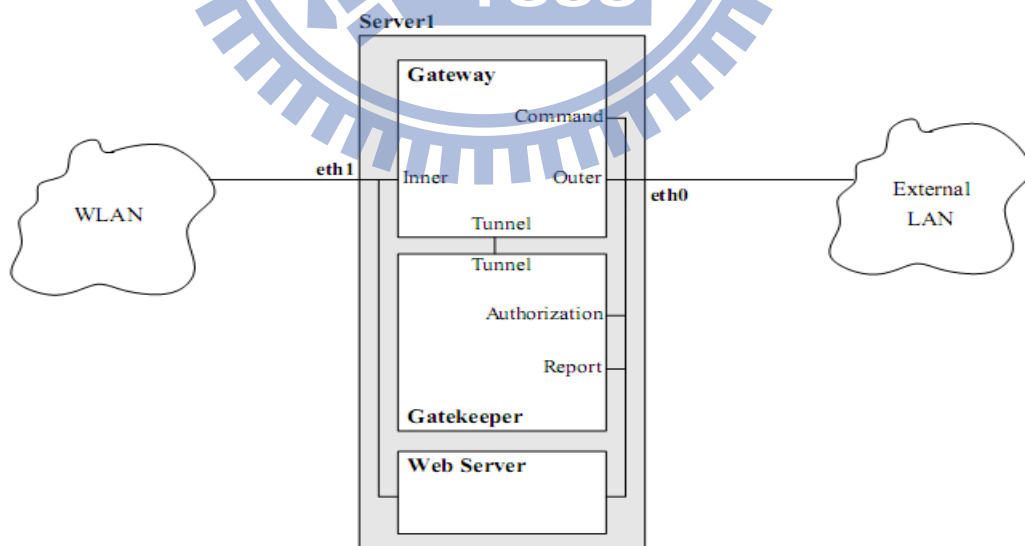 Server1
Gateway
Command
eth1
Inner
Outer
eth0
WLAN
External
LAN
Tunnel
Tunnel
Authorization
Report
Gatekeeper
Web Server